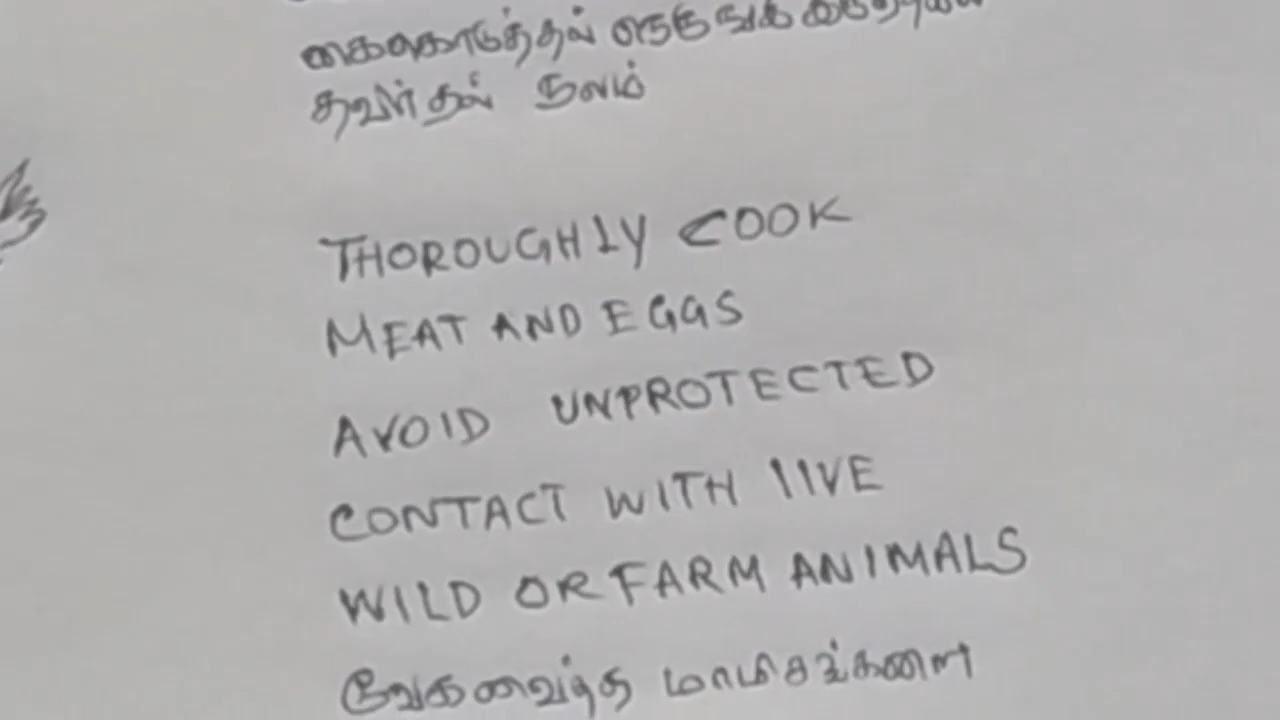 கைகொடுத்தல்
தவிர்தல் நலம்
THOROUGHLY COOK
MEAT AND EGGS
AVOID UNPROTECTED
CONTACT WITH LIVE
WILD OR FARM ANIMALS
வேகவைத்த மாமிசங்களை